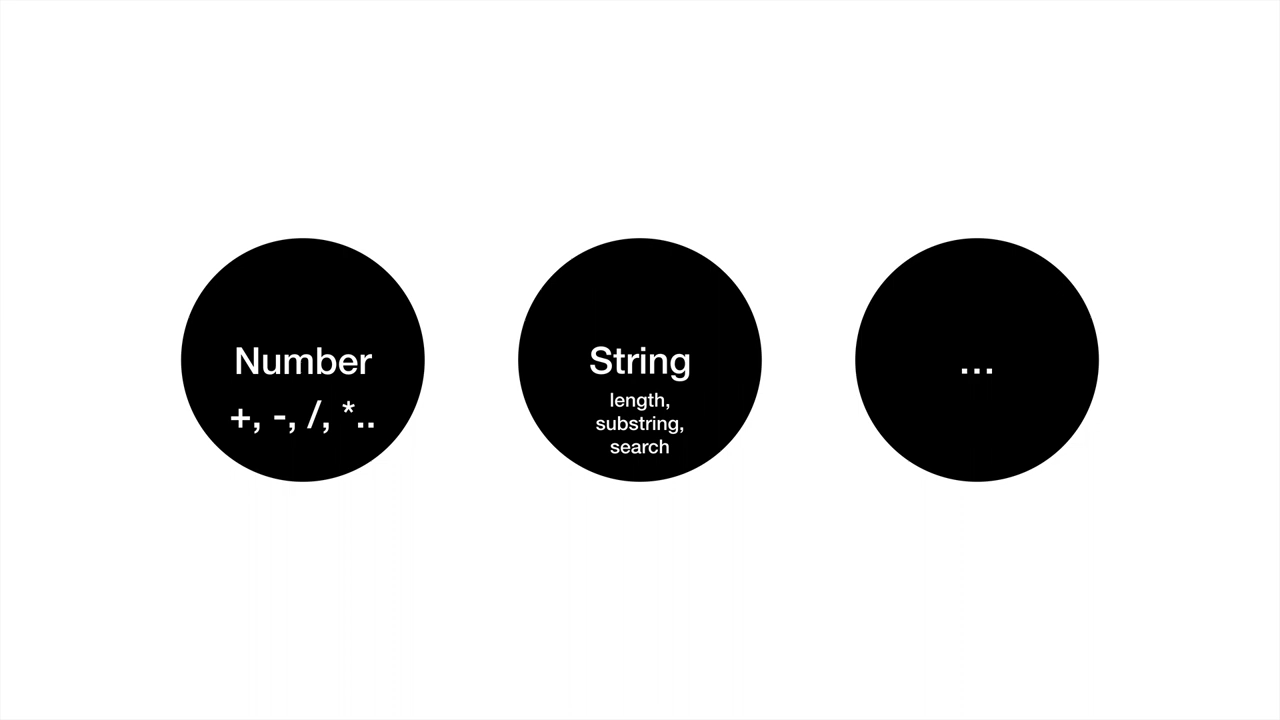 Number
+, -, /, *..
String
length,
substring,
search
...